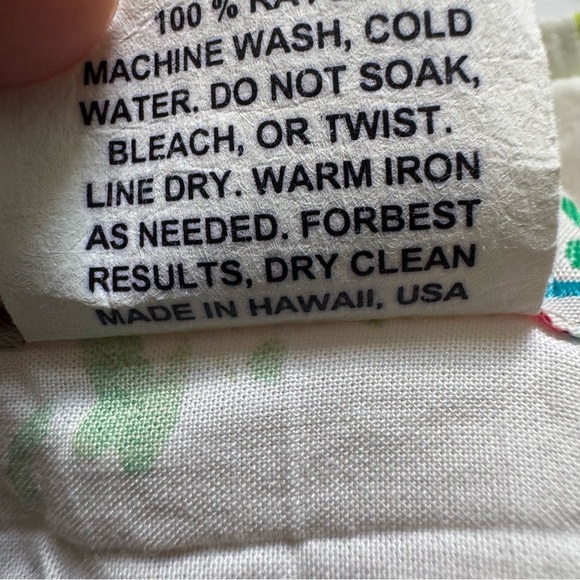 100 %
MACHINE WASH, COLD
WATER. DO NOT SOAK,
BLEACH, OR TWIST.
LINE DRY. WARM IRON
AS NEEDED. FORBEST
RESULTS, DRY CLEAN
MADE IN HAWAII, USA